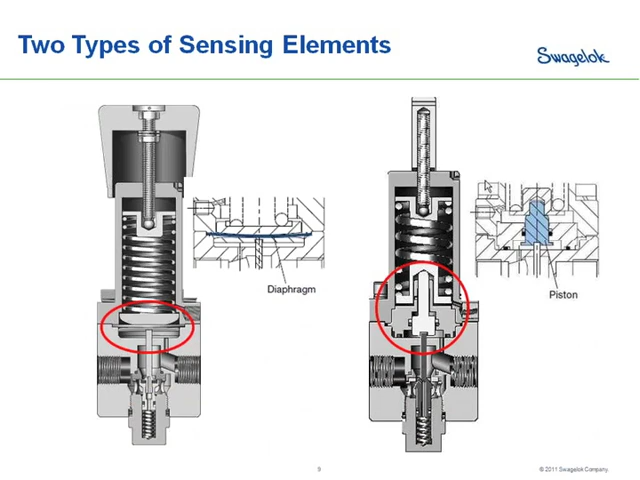 Two Types of Sensing Elements
Swagelok
Diaphragm
Piston
9
© 2011 Swagelok Company.